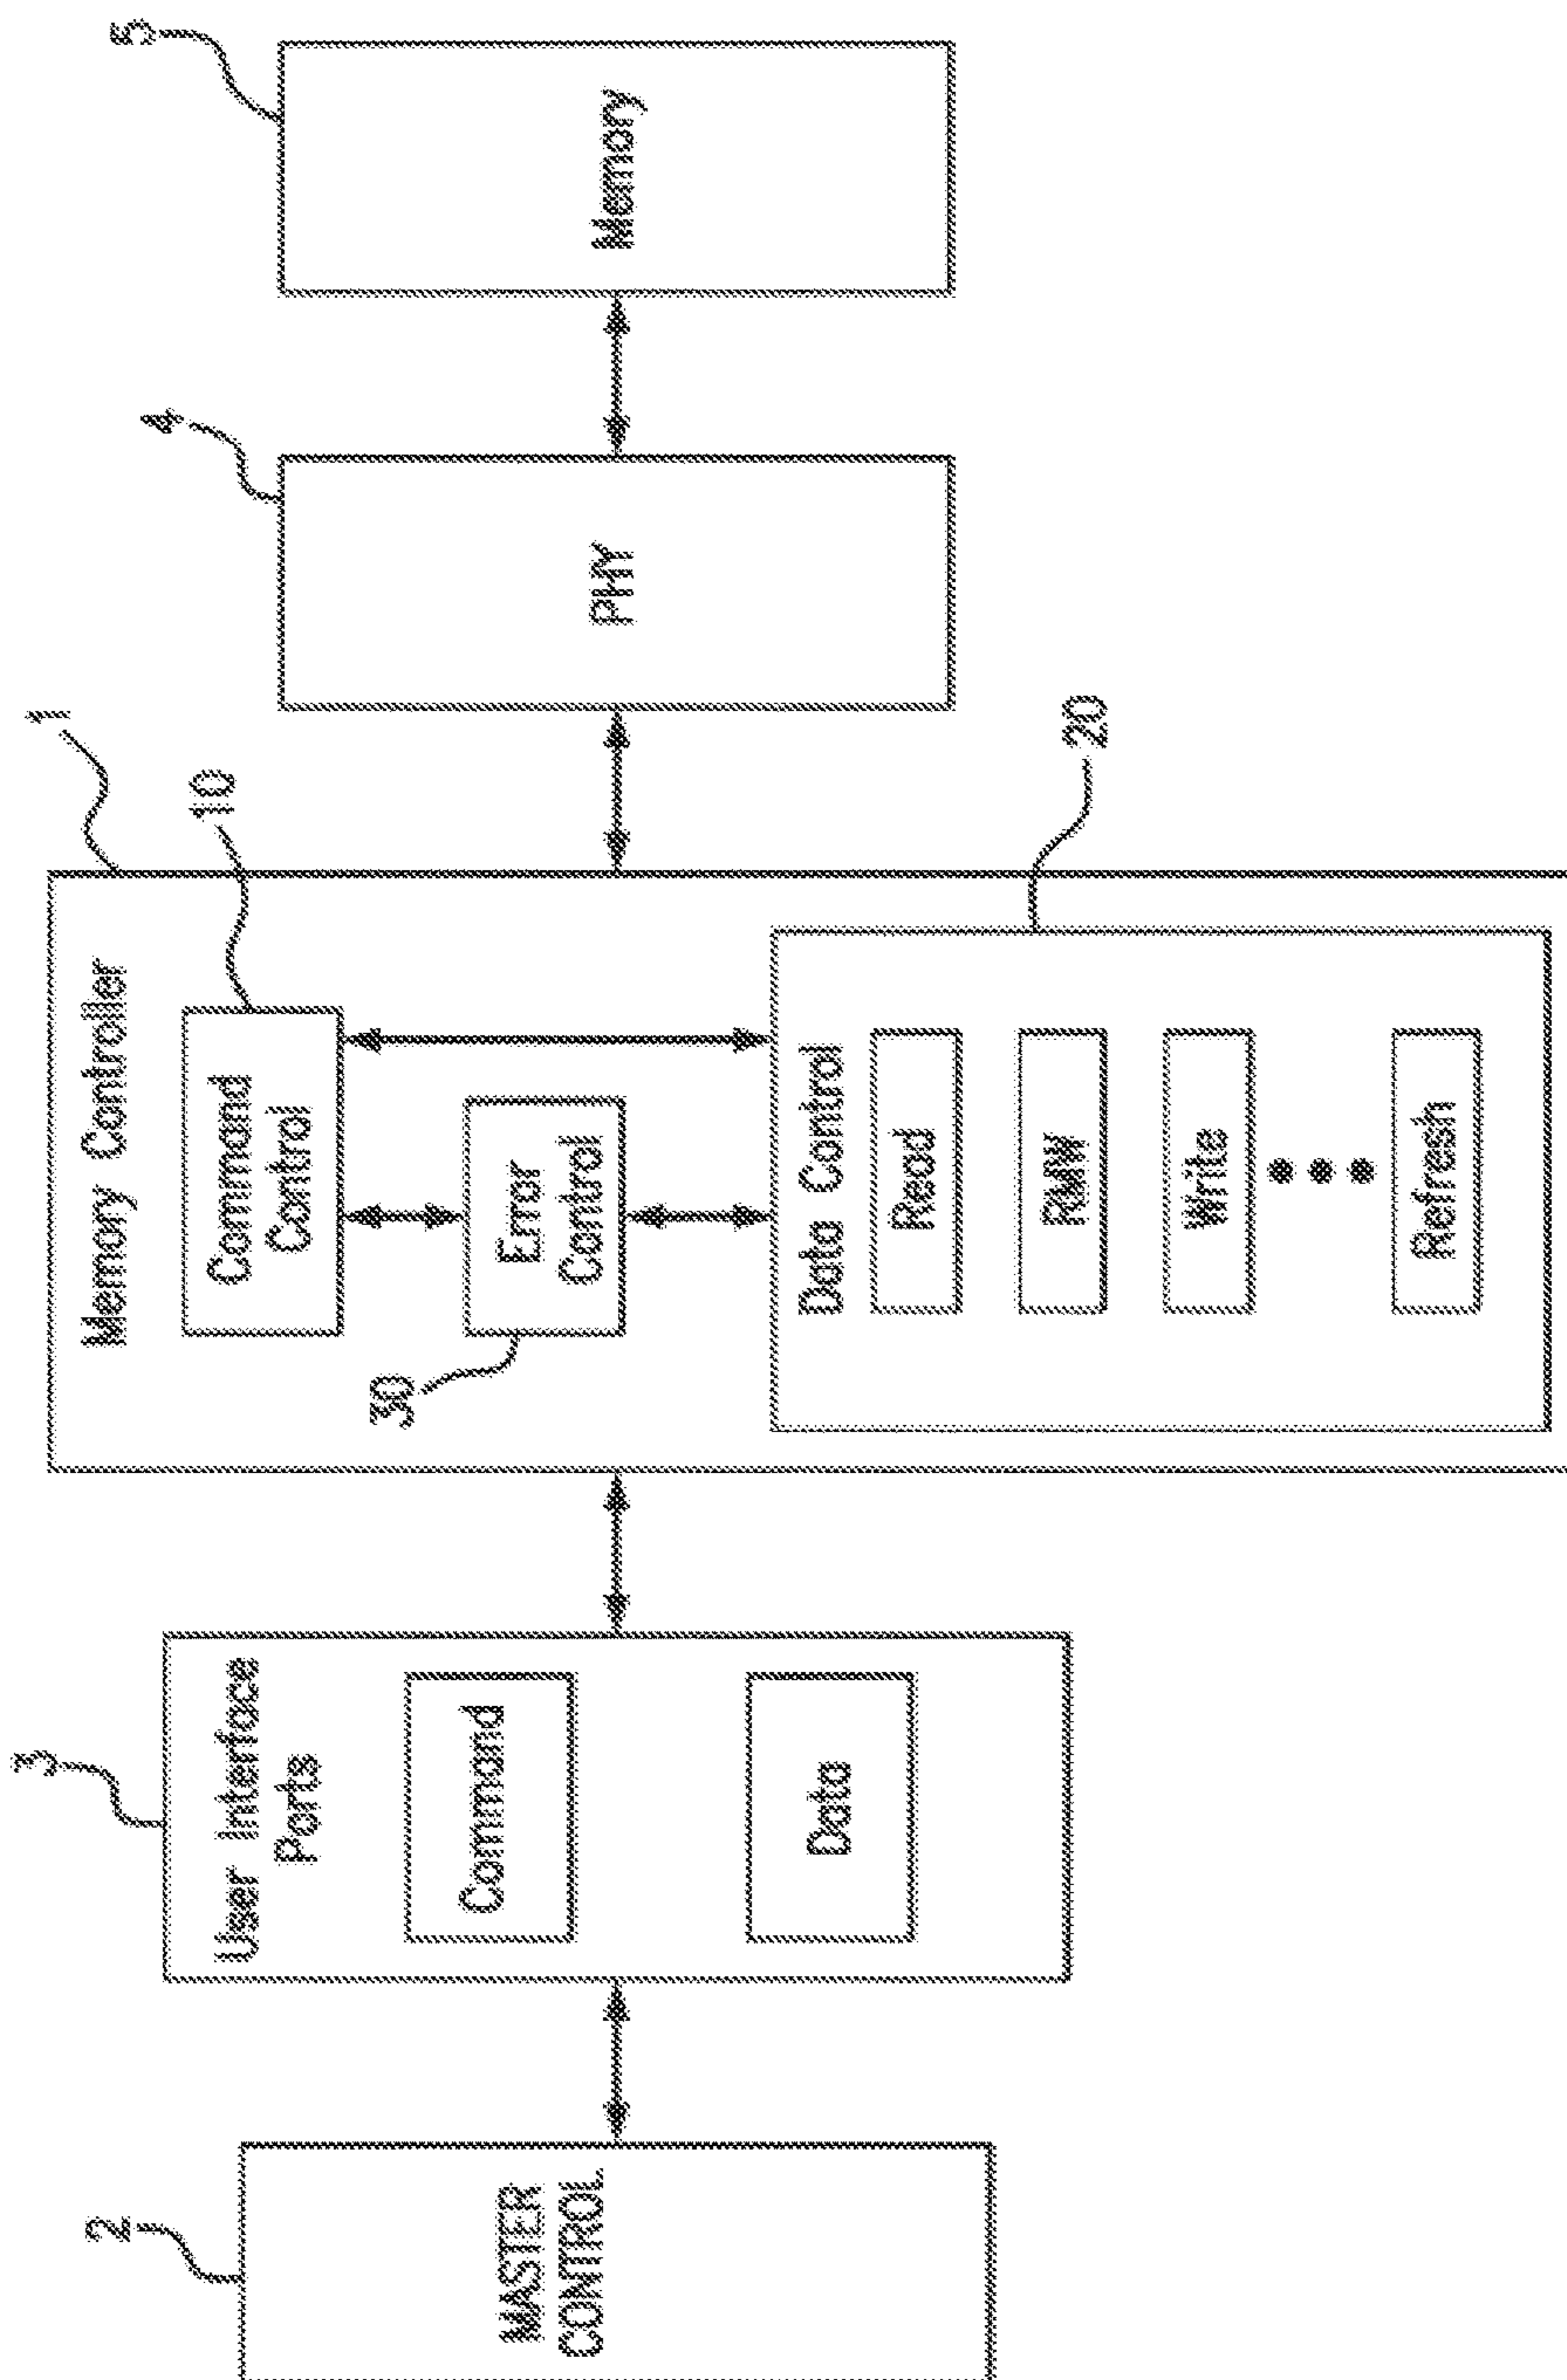 2
MASTER
CONTROL
3
User Interface
Ports
Command
Data
1
Memory Controller
10
Command
Control
30
Error
Control
20
Data Control
Read
RMW
Write
Refresh
4
PHY
5
Memory